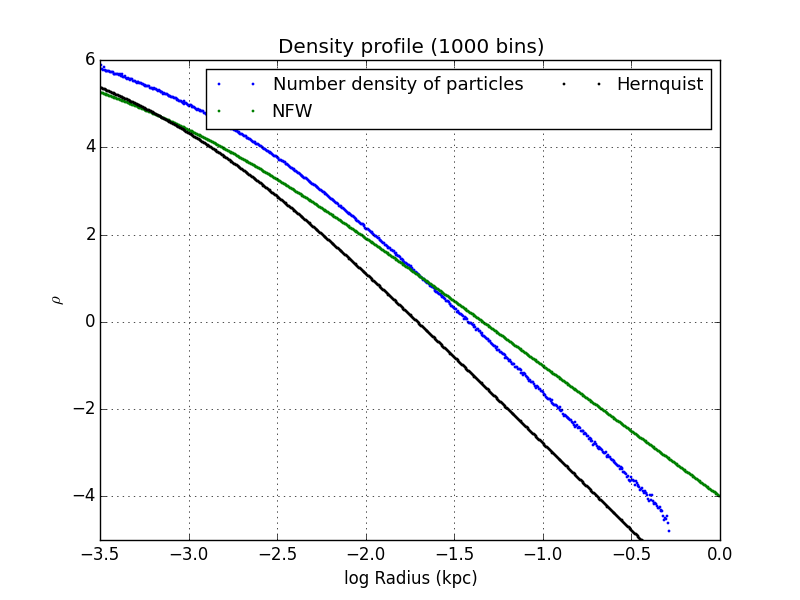 Density profile (1000 bins)
Number density of particles
Hernquist
NFW
6
4
2
0
−2
−4
ρ
−3.5 −3.0 −2.5 −2.0 −1.5 −1.0 −0.5 0.0
log Radius (kpc)